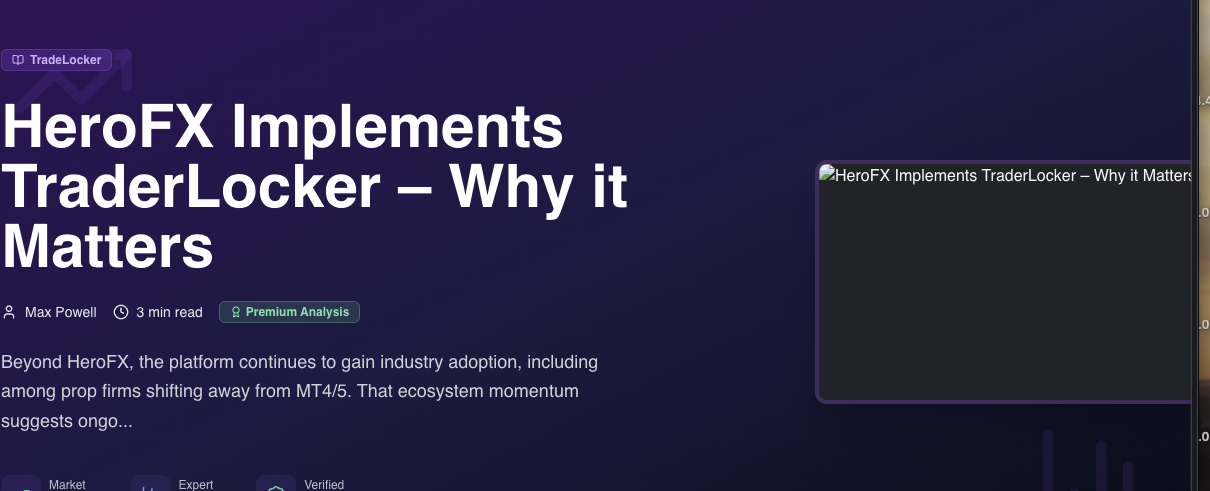 TradeLocker
HeroFX Implements
TraderLocker – Why it
Matters
Max Powell
3 min read
Premium Analysis
Beyond HeroFX, the platform continues to gain industry adoption, including
among prop firms shifting away from MT4/5. That ecosystem momentum
suggests ongo...
Market
Expert
Verified
HeroFX Implements TraderLocker – Why it Matters